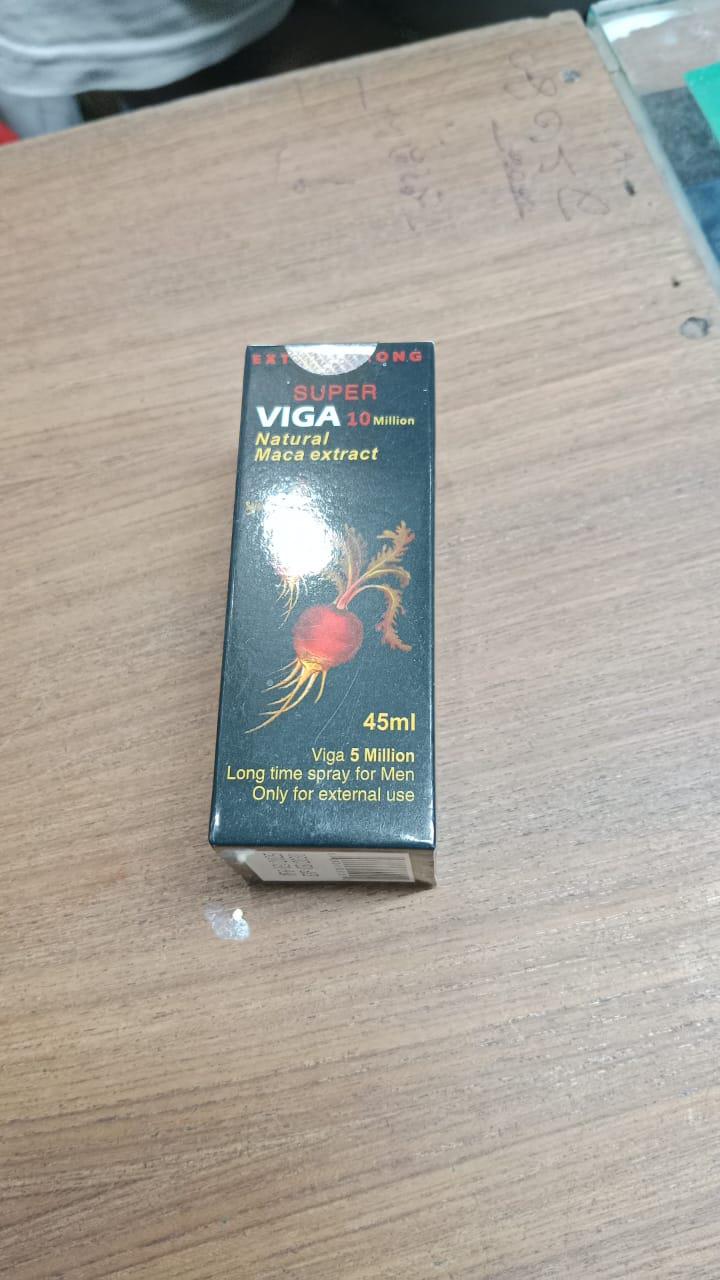 SUPER
VIGA 10 Million
Natural
Maca extract
45ml
Viga 5 Million
Long time spray for Men
Only for external use